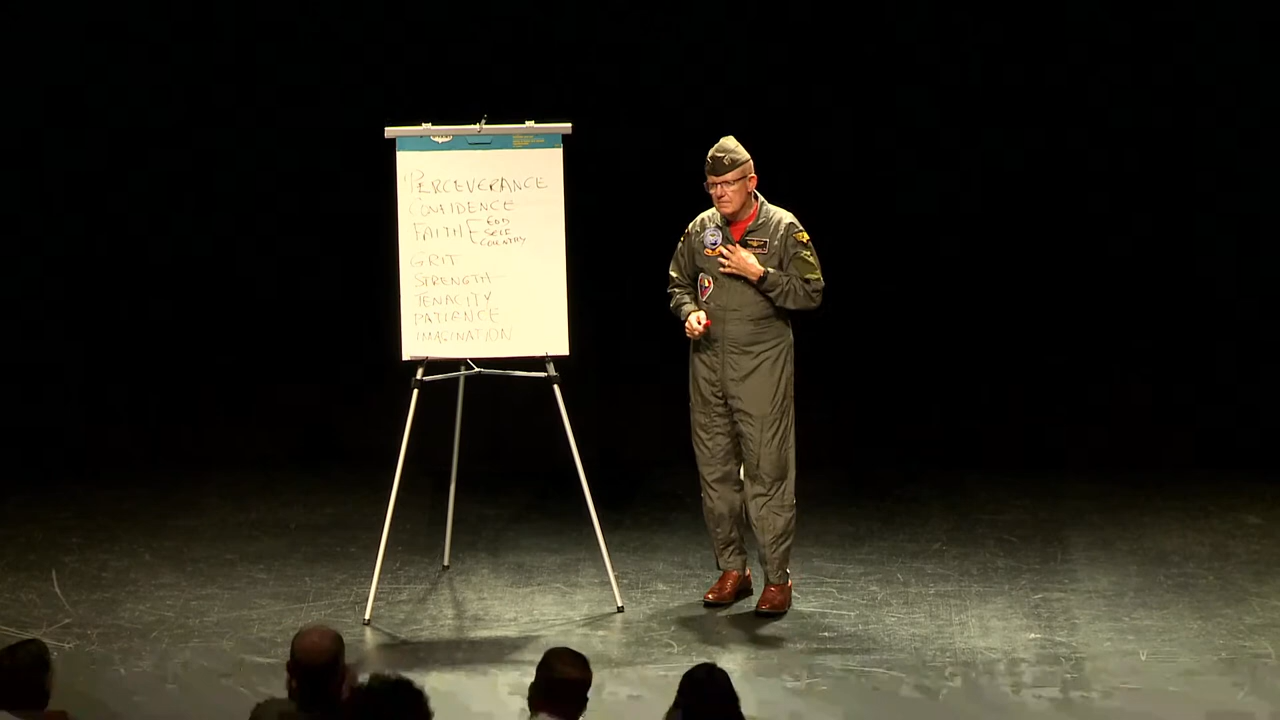 PERCEVERANCE
CONFIDENCE
FAITH GOD
SELF
COUNTRY
GRIT
STRENGTH
TENACITY
PATIENCE
IMAGINATION